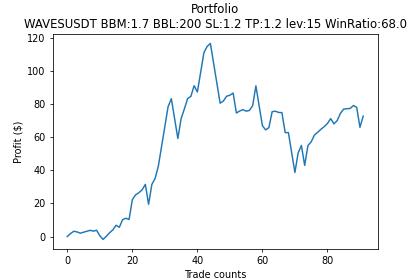 Portfolio
WAVESUSDT BBM:1.7 BBL:200 SL:1.2 TP:1.2 lev:15 WinRatio:68.0
120
100
80
60
40
20
0
Profit ($)
0 20 40 60 80
Trade counts